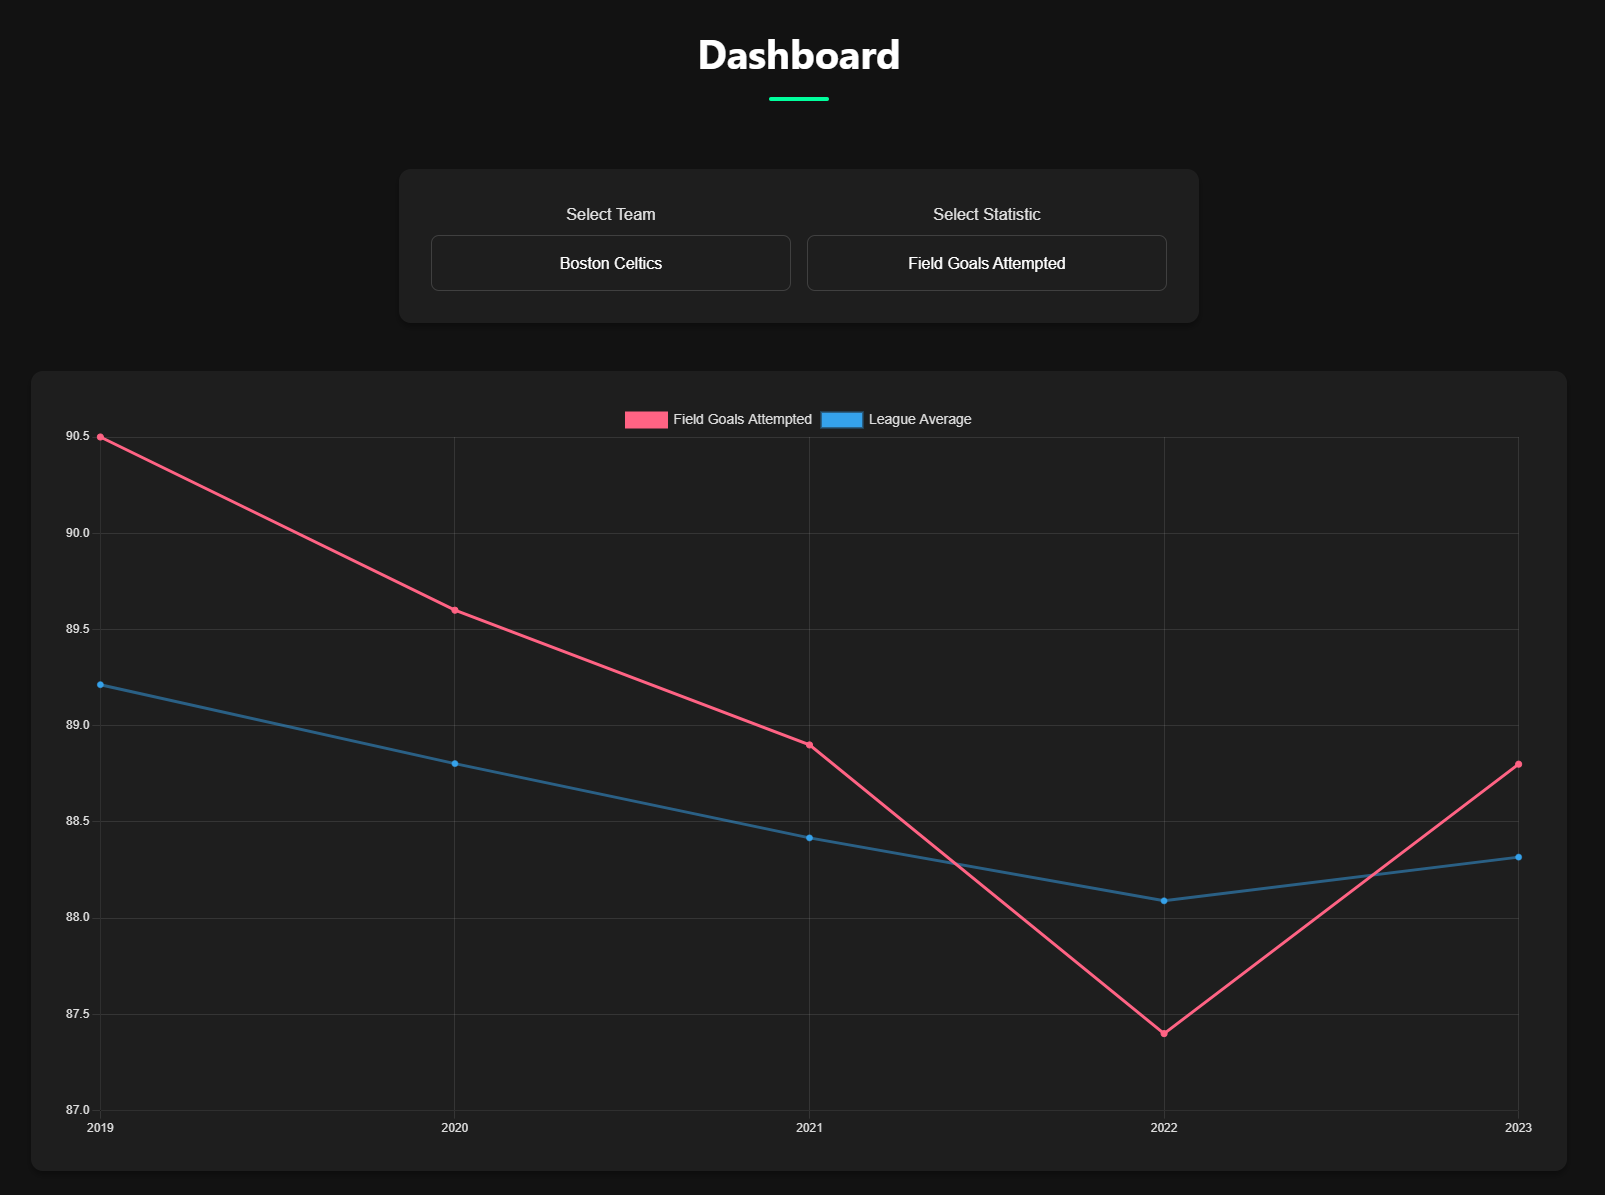 Dashboard
Select Team
Select Statistic
Boston Celtics
Field Goals Attempted
Field Goals Attempted
League Average
90.5
90.0
89.5
89.0
88.5
88.0
87.5
87.0
2019
2020
2021
2022
2023